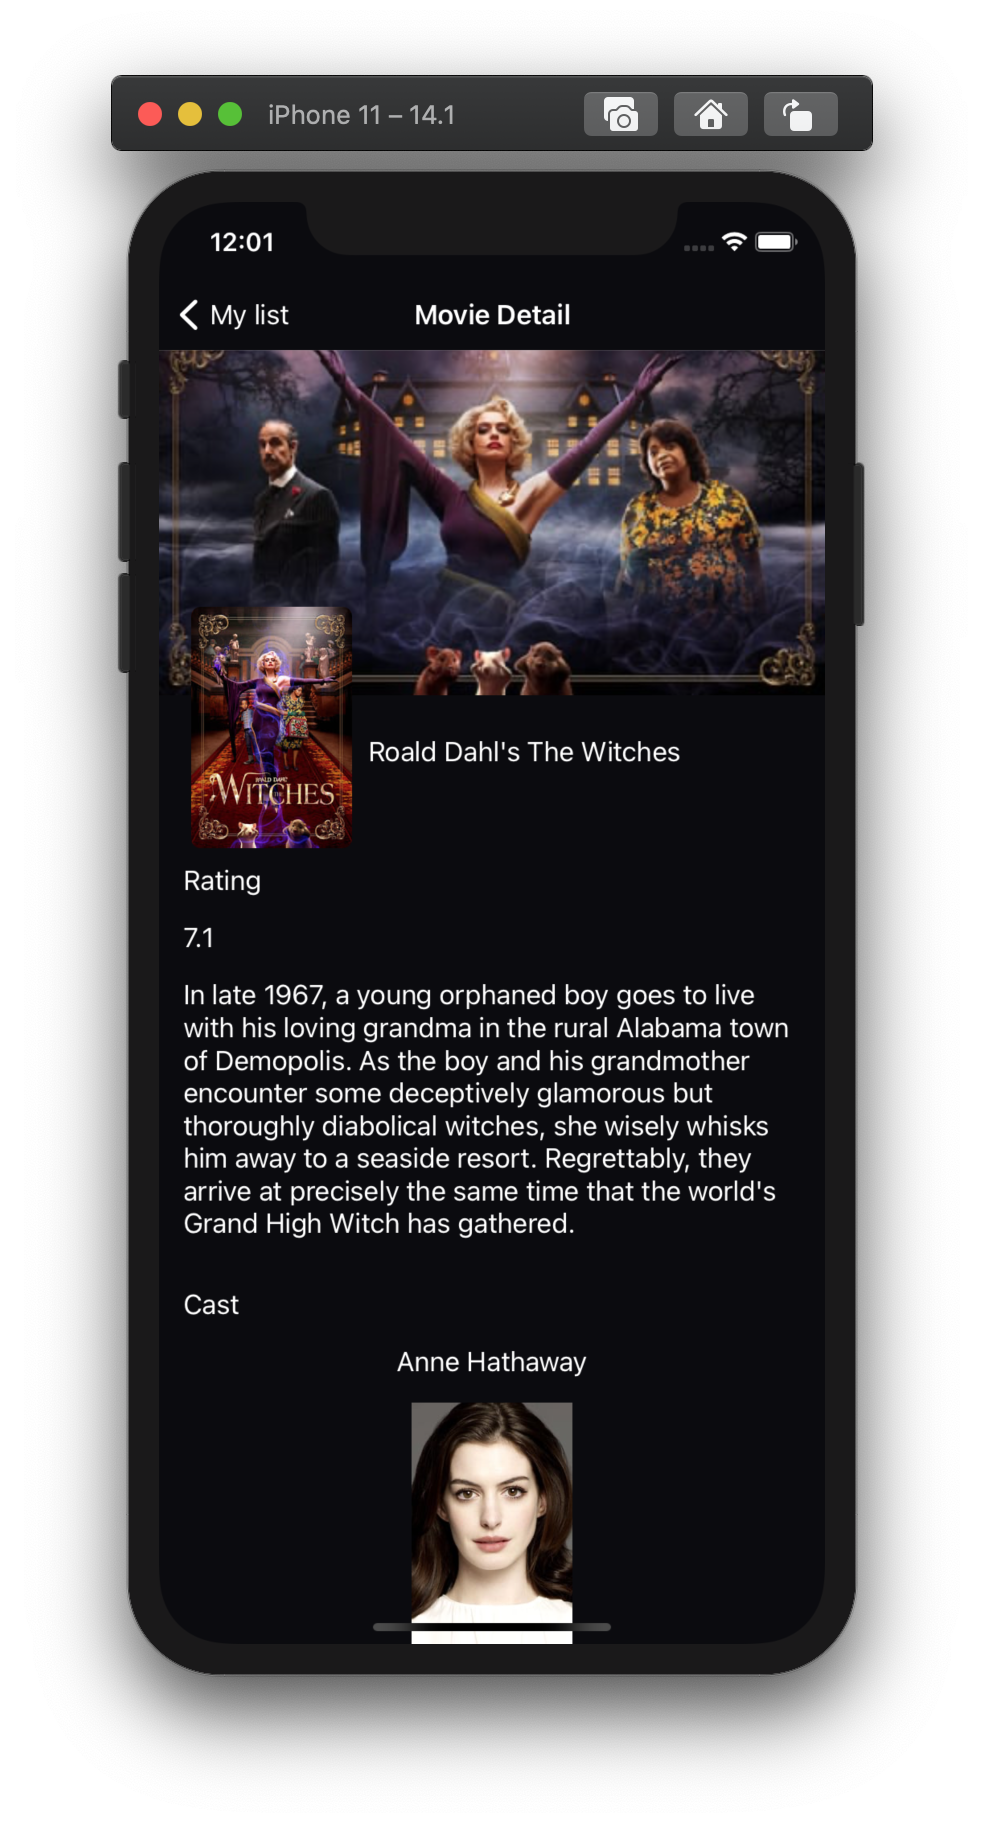 iPhone 11 – 14.1
12:01
My list
Movie Detail
ROALD DAHL'
WITCHES
Roald Dahl's The Witches
Rating
7.1
In late 1967, a young orphaned boy goes to live
with his loving grandma in the rural Alabama town
of Demopolis. As the boy and his grandmother
encounter some deceptively glamorous but
thoroughly diabolical witches, she wisely whisks
him away to a seaside resort. Regrettably, they
arrive at precisely the same time that the world's
Grand High Witch has gathered.
Cast
Anne Hathaway